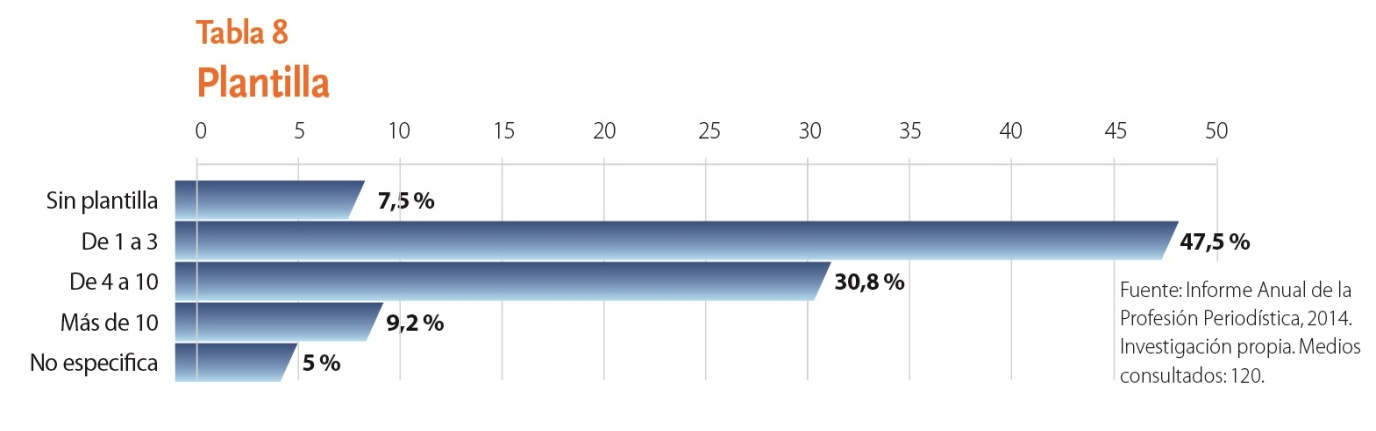 Tabla 8
Plantilla
0 5 10 15 20 25 30 35 40 45 50
Sin plantilla 7,5 %
De 1 a 3 47,5 %
De 4 a 10 30,8 %
Más de 10 9,2 %
No especifica 5 %
Fuente: Informe Anual de la
Profesión Periodística, 2014.
Investigación propia. Medios
consultados: 120.